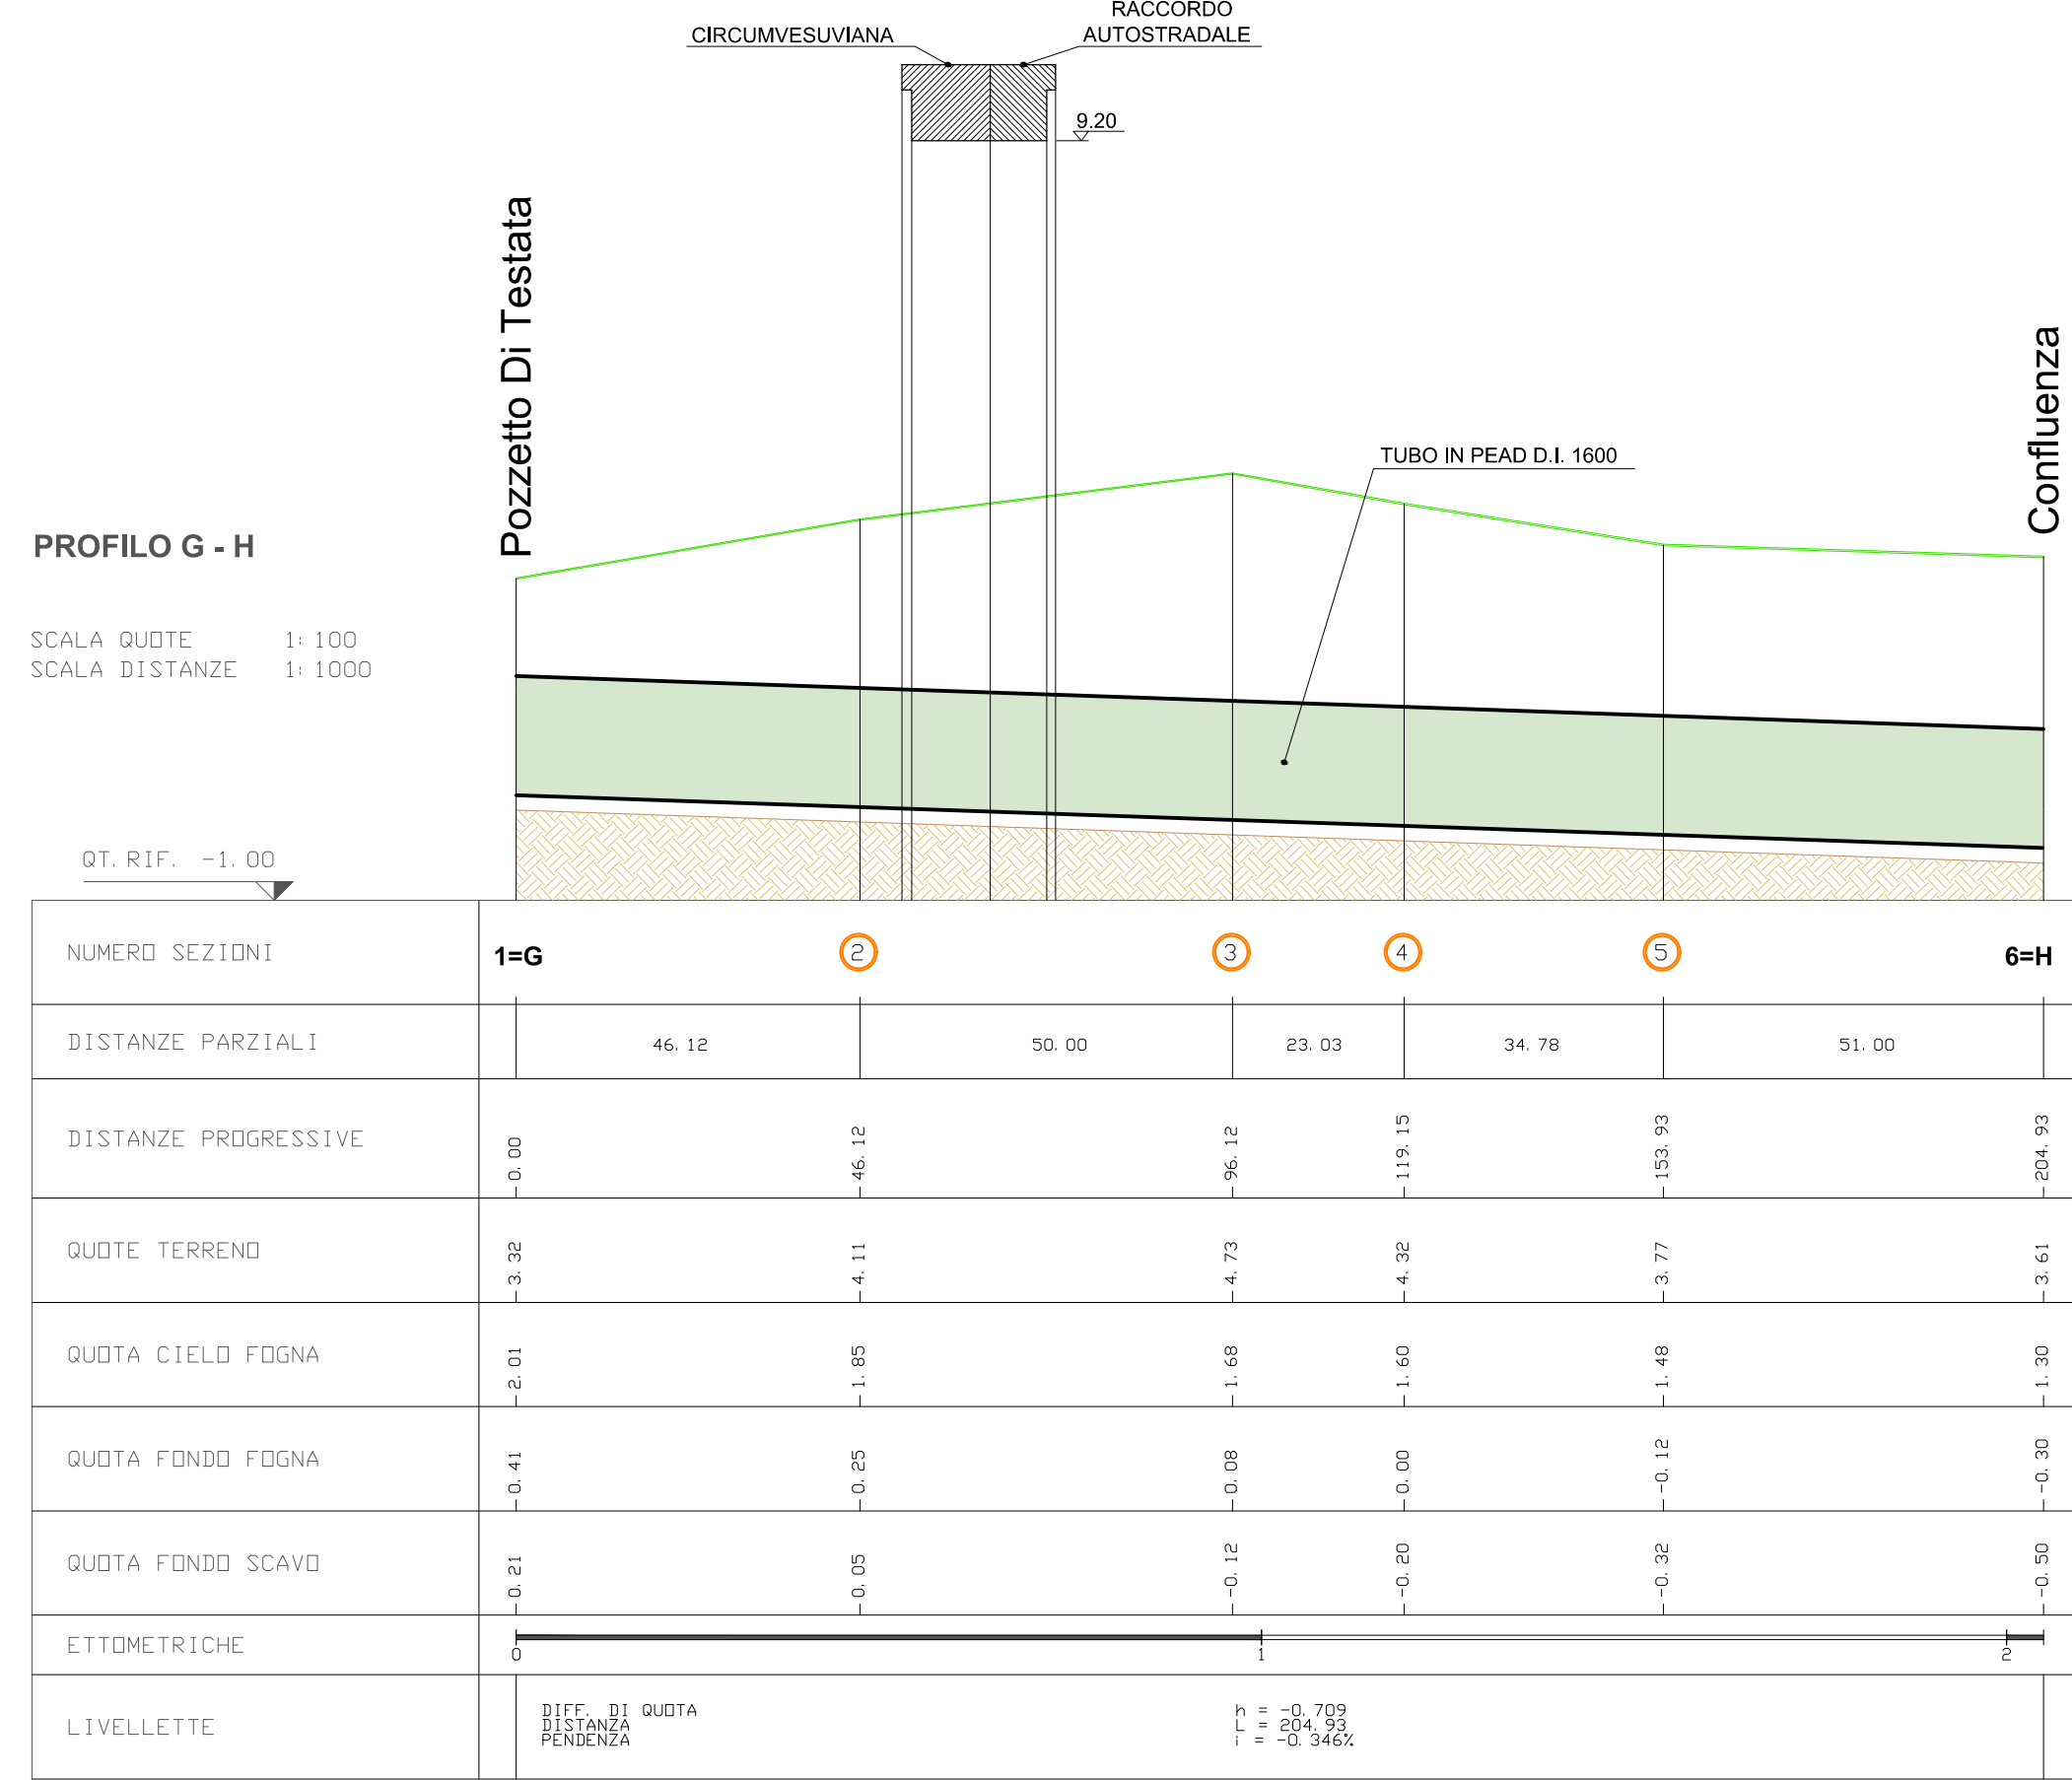 RACCORDO
CIRCUMVESUVIANA AUTOSTRADALE
9.20
Pozzetto Di Testata
Confluenza
TUBO IN PEAD D.I. 1600
PROFILO G - H
SCALA QUOTE 1:100
SCALA DISTANZE 1:1000
QT. RIF. -1.00
NUMERO SEZIONI 1=G 2 3 4 5 6=H
DISTANZE PARZIALI 46.12 50.00 23.03 34.78 51.00
DISTANZE PROGRESSIVE 0.00 46.12 96.12 119.15 153.93 204.93
QUOTE TERRENO 3.32 4.11 4.73 4.32 3.77 3.61
QUOTA CIELO FOGNA 2.01 1.85 1.68 1.60 1.48 1.30
QUOTA FONDO FOGNA 0.41 0.25 0.08 0.00 -0.12 -0.30
QUOTA FONDO SCAVO 0.21 0.05 -0.12 -0.20 -0.32 -0.50
ETTOMETRICHE 0 1 2
LIVELLETTE
DIFF. DI QUOTA h = -0.709
DISTANZA L = 204.93
PENDENZA i = -0.346%